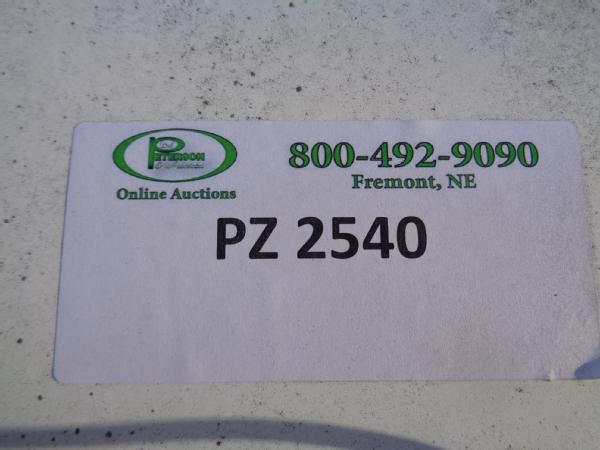 PETERSON
Online Auctions
800-492-9090
Fremont, NE
PZ 2540